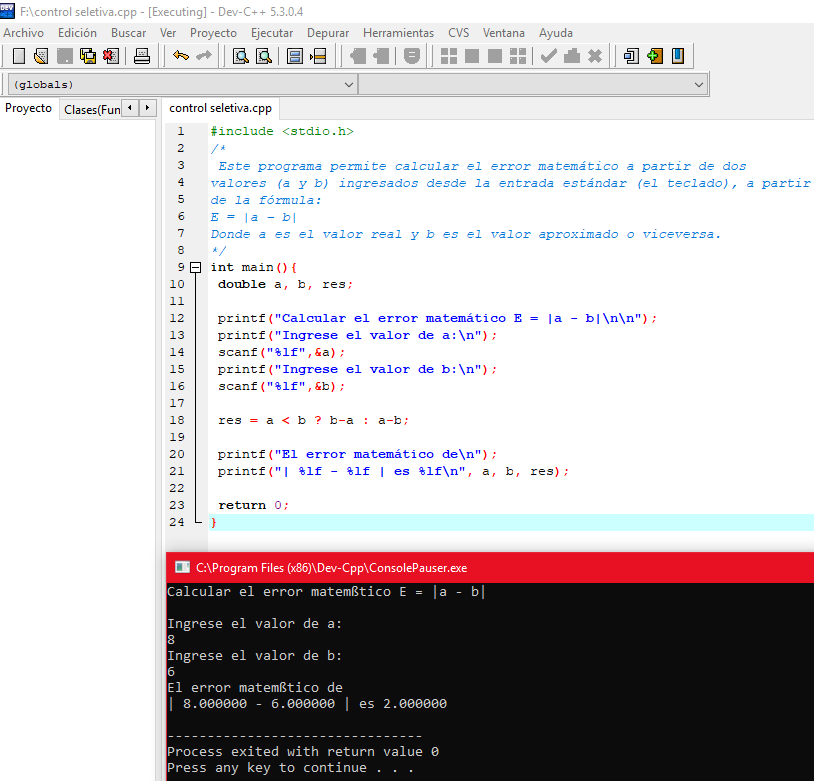 F:\control seletiva.cpp - [Executing] - Dev-C++ 5.3.0.4
Archivo Edición Buscar Ver Proyecto Ejecutar Depurar Herramientas CVS Ventana Ayuda
(globals)
Proyecto Clases(Fun control seletiva.cpp
1 #include <stdio.h>
2 /*
3 Este programa permite calcular el error matemático a partir de dos
4 valores (a y b) ingresados desde la entrada estándar (el teclado), a partir
5 de la fórmula:
6 E = |a - b|
7 Donde a es el valor real y b es el valor aproximado o viceversa.
8 */
9 int main(){
10 double a, b, res;
11
12 printf("Calcular el error matemático E = |a - b|\n\n");
13 printf("Ingrese el valor de a:\n");
14 scanf("%lf",&a);
15 printf("Ingrese el valor de b:\n");
16 scanf("%lf",&b);
17
18 res = a < b ? b-a : a-b;
19
20 printf("El error matemático de\n");
21 printf("| %lf - %lf | es %lf\n", a, b, res);
22
23 return 0;
24 }
C:\Program Files (x86)\Dev-Cpp\ConsolePauser.exe
Calcular el error matemßtico E = |a - b|
Ingrese el valor de a:
8
Ingrese el valor de b:
6
El error matemßtico de
| 8.000000 - 6.000000 | es 2.000000
--------------------------------
Process exited with return value 0
Press any key to continue . . .